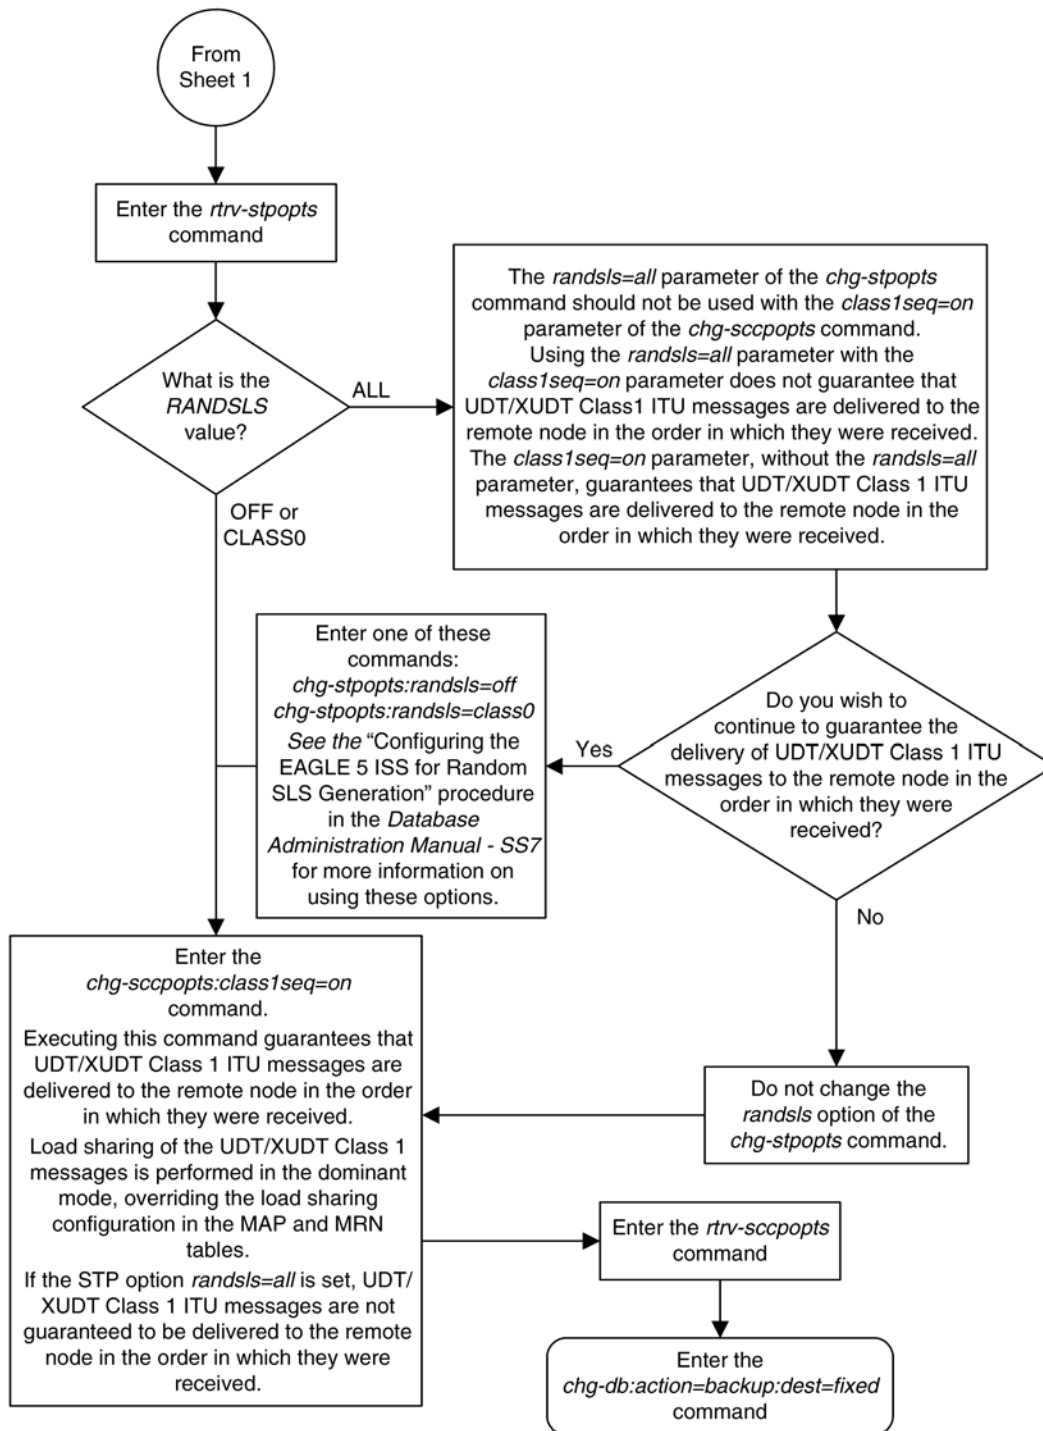 From
Sheet 1
Enter the rtrv-stpopts
command
What is the
RANDSLS
value?
ALL
OFF or
CLASS0
The randsls=all parameter of the chg-stpopts
command should not be used with the class1seq=on
parameter of the chg-sccpopts command.
Using the randsls=all parameter with the
class1seq=on parameter does not guarantee that
UDT/XUDT Class1 ITU messages are delivered to the
remote node in the order in which they were received.
The class1seq=on parameter, without the randsls=all
parameter, guarantees that UDT/XUDT Class 1 ITU
messages are delivered to the remote node in the
order in which they were received.
Do you wish to
continue to guarantee the
delivery of UDT/XUDT Class 1 ITU
messages to the remote node in the
order in which they were
received?
Yes
No
Enter one of these
commands:
chg-stpopts:randsls=off
chg-stpopts:randsls=class0
See the “Configuring the
EAGLE 5 ISS for Random
SLS Generation” procedure
in the Database
Administration Manual - SS7
for more information on
using these options.
Do not change the
randsls option of the
chg-stpopts command.
Enter the
chg-sccpopts:class1seq=on
command.
Executing this command guarantees that
UDT/XUDT Class 1 ITU messages are
delivered to the remote node in the order
in which they were received.
Load sharing of the UDT/XUDT Class 1
messages is performed in the dominant
mode, overriding the load sharing
configuration in the MAP and MRN
tables.
If the STP option randsls=all is set, UDT/
XUDT Class 1 ITU messages are not
guaranteed to be delivered to the remote
node in the order in which they were
received.
Enter the rtrv-sccpopts
command
Enter the
chg-db:action=backup:dest=fixed
command